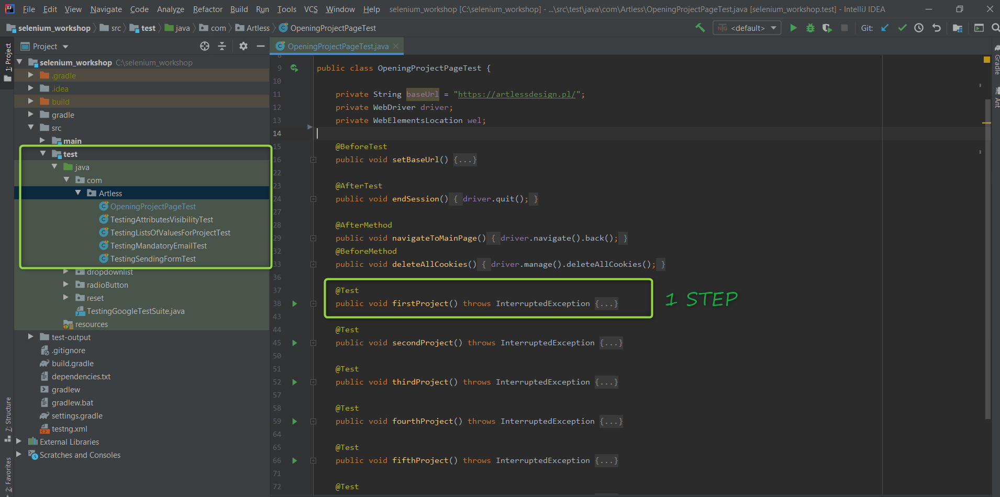 File Edit View Navigate Code Analyze Refactor Build Run Tools VCS Window Help selenium_workshop [C:\selenium_workshop] - ...\src\test\java\com\Artless\OpeningProjectPageTest.java [selenium_workshop.test] - IntelliJ IDEA
selenium_workshop src test java com Artless OpeningProjectPageTest <default> Git:
1: Project
7: Structure
2: Favorites
Project
selenium_workshop C:\selenium_workshop
.gradle
.idea
build
gradle
src
main
test
java
com
Artless
OpeningProjectPageTest
TestingAttributesVisibilityTest
TestingListsOfValuesForProjectTest
TestingMandatoryEmailTest
TestingSendingFormTest
dropdownlist
radioButton
reset
TestingGoogleTestSuite.java
resources
test-output
.gitignore
build.gradle
dependencies.txt
gradlew
gradlew.bat
settings.gradle
testng.xml
External Libraries
Scratches and Consoles
OpeningProjectPageTest.java
8
9 public class OpeningProjectPageTest {
10
11 private String baseUrl = "https://artlessdesign.pl/";
12 private WebDriver driver;
13 private WebElementsLocation wel;
14
15 @BeforeTest
16 public void setBaseUrl() {...}
22
23 @AfterTest
24 public void endSession() { driver.quit(); }
27
28 @AfterMethod
29 public void navigateToMainPage() { driver.navigate().back(); }
32 @BeforeMethod
33 public void deleteAllCookies() { driver.manage().deleteAllCookies(); }
36
37 @Test
38 public void firstProject() throws InterruptedException {...}
1 STEP
43
44 @Test
45 public void secondProject() throws InterruptedException {...}
50
51 @Test
52 public void thirdProject() throws InterruptedException {...}
57
58 @Test
59 public void fourthProject() throws InterruptedException {...}
64
65 @Test
66 public void fifthProject() throws InterruptedException {...}
71
72 @Test
Gradle
Ant